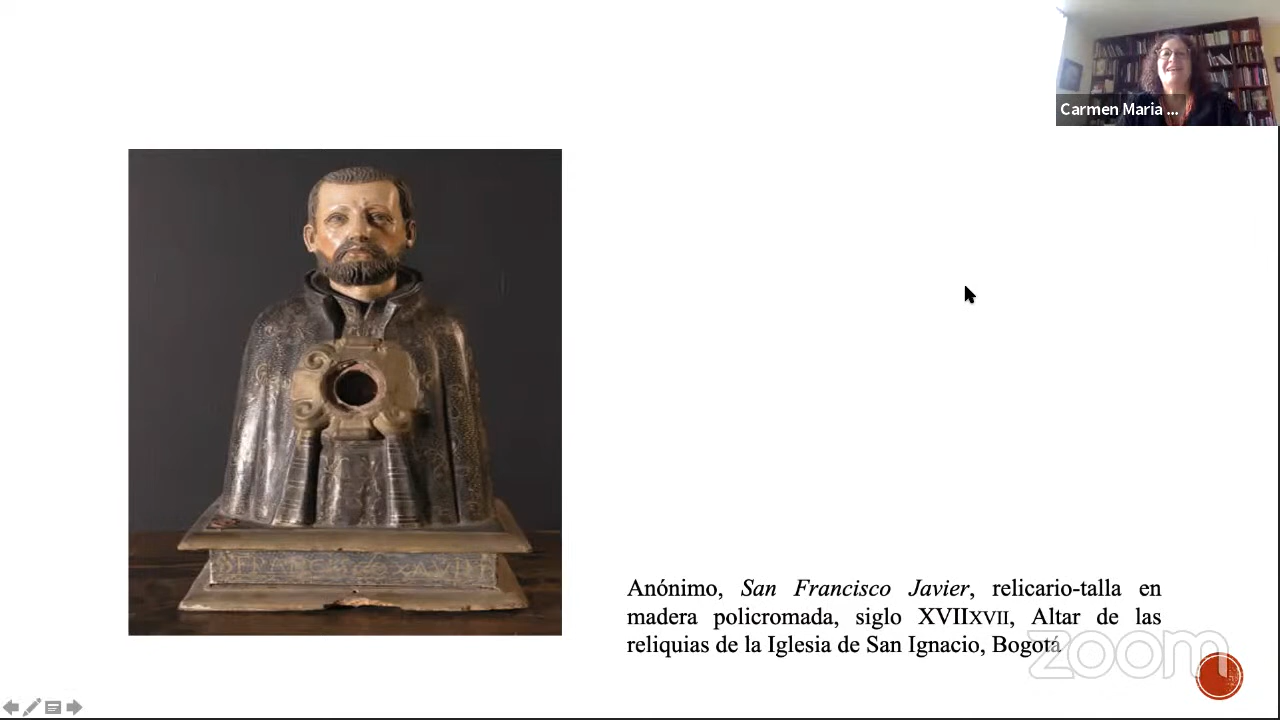 Carmen Maria ...
Anónimo, San Francisco Javier, relicario-talla en
madera policromada, siglo XVIIXVII, Altar de las
reliquias de la Iglesia de San Ignacio, Bogotá
zoom